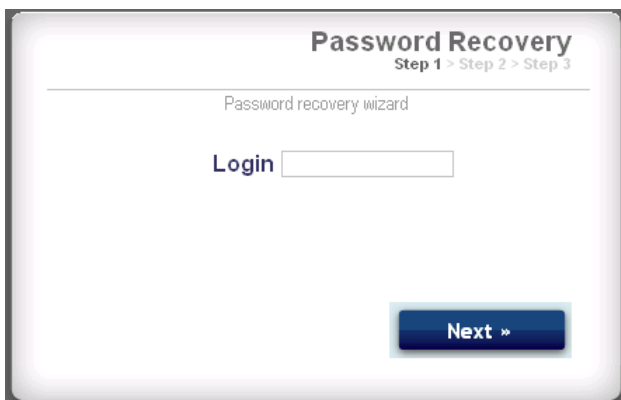 Password Recovery
Step 1 > Step 2 > Step 3
Password recovery wizard
Login
Next »